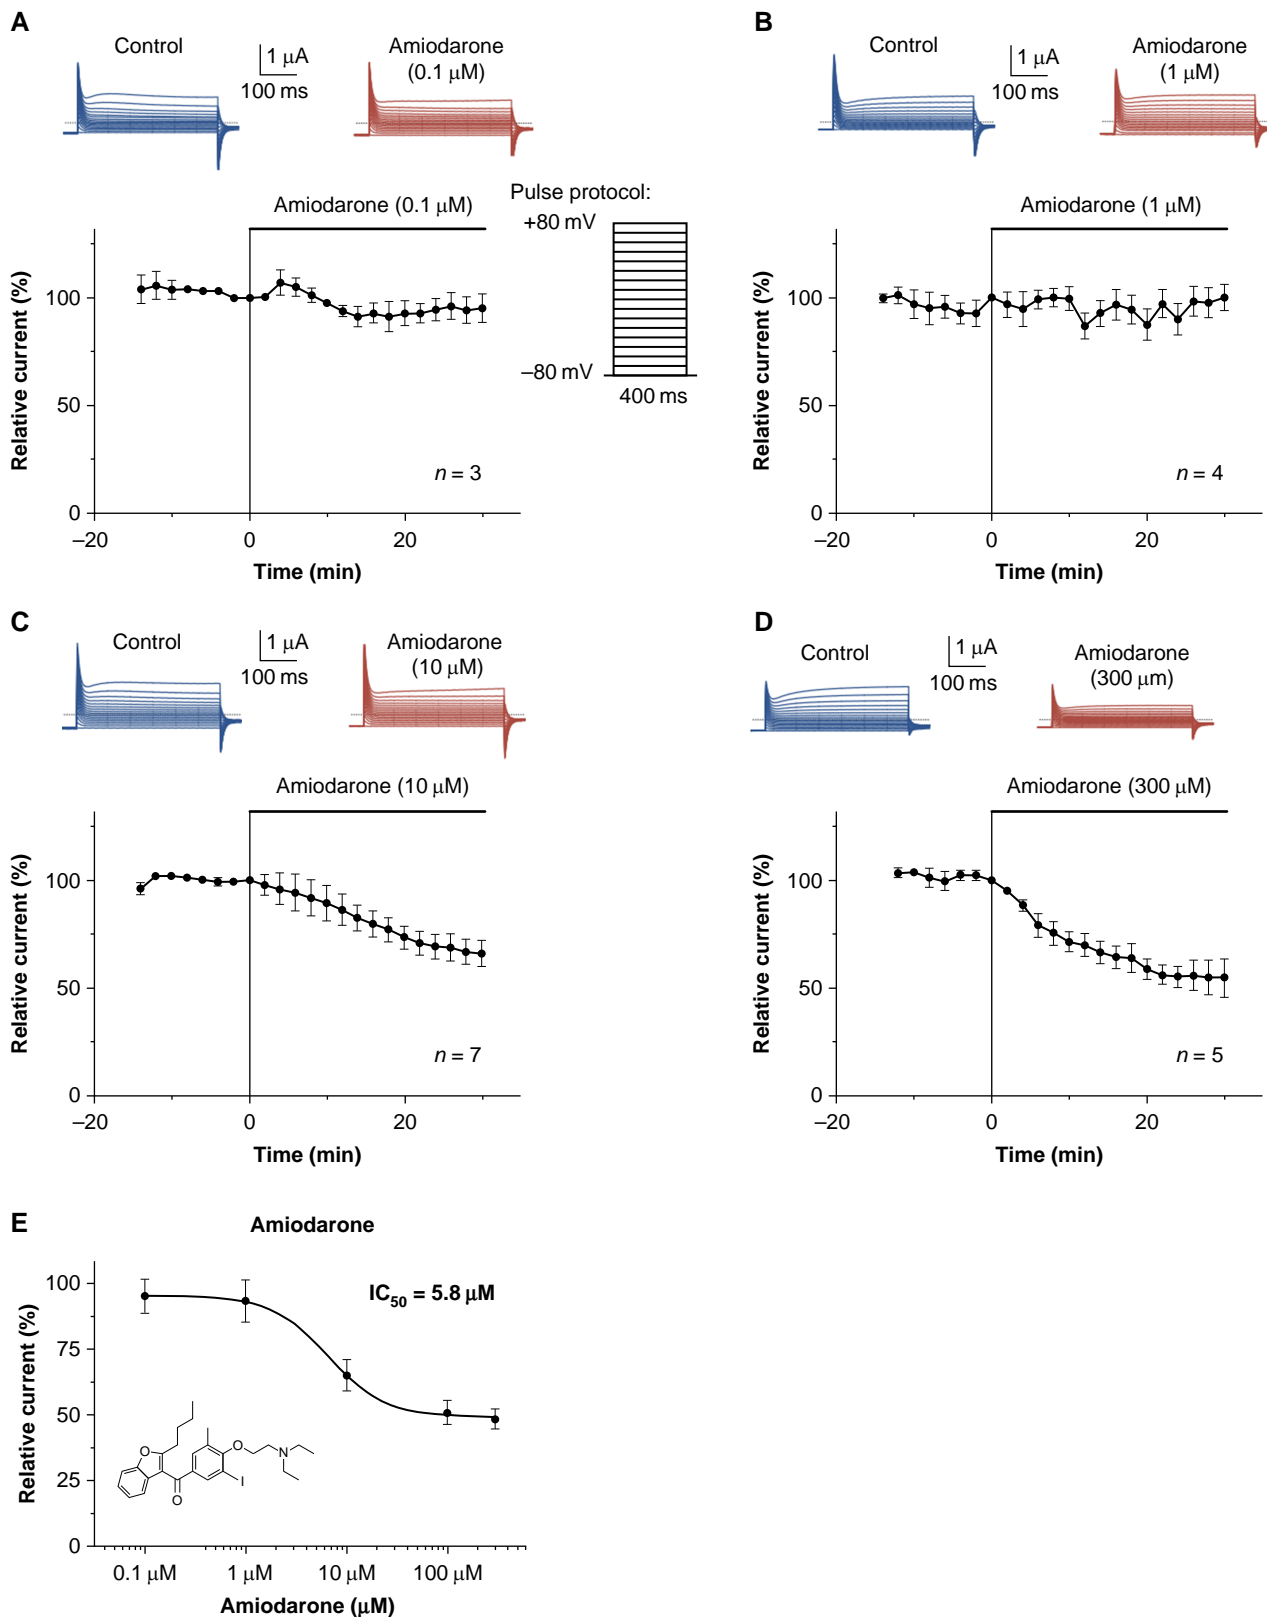 A
Control
1 μA
100 ms
Amiodarone
(0.1 μM)
Amiodarone (0.1 μM)
Pulse protocol:
+80 mV
–80 mV
400 ms
Relative current (%)
100
50
0
n = 3
–20
0
20
Time (min)
B
Control
1 μA
100 ms
Amiodarone
(1 μM)
Amiodarone (1 μM)
Relative current (%)
100
50
0
n = 4
–20
0
20
Time (min)
C
Control
1 μA
100 ms
Amiodarone
(10 μM)
Amiodarone (10 μM)
Relative current (%)
100
50
0
n = 7
–20
0
20
Time (min)
D
Control
1 μA
100 ms
Amiodarone
(300 μm)
Amiodarone (300 μM)
Relative current (%)
100
50
0
n = 5
–20
0
20
Time (min)
E
Amiodarone
IC50 = 5.8 μM
Relative current (%)
100
75
50
25
0
O
O
O
N
I
I
0.1 μM
1 μM
10 μM
100 μM
Amiodarone (μM)